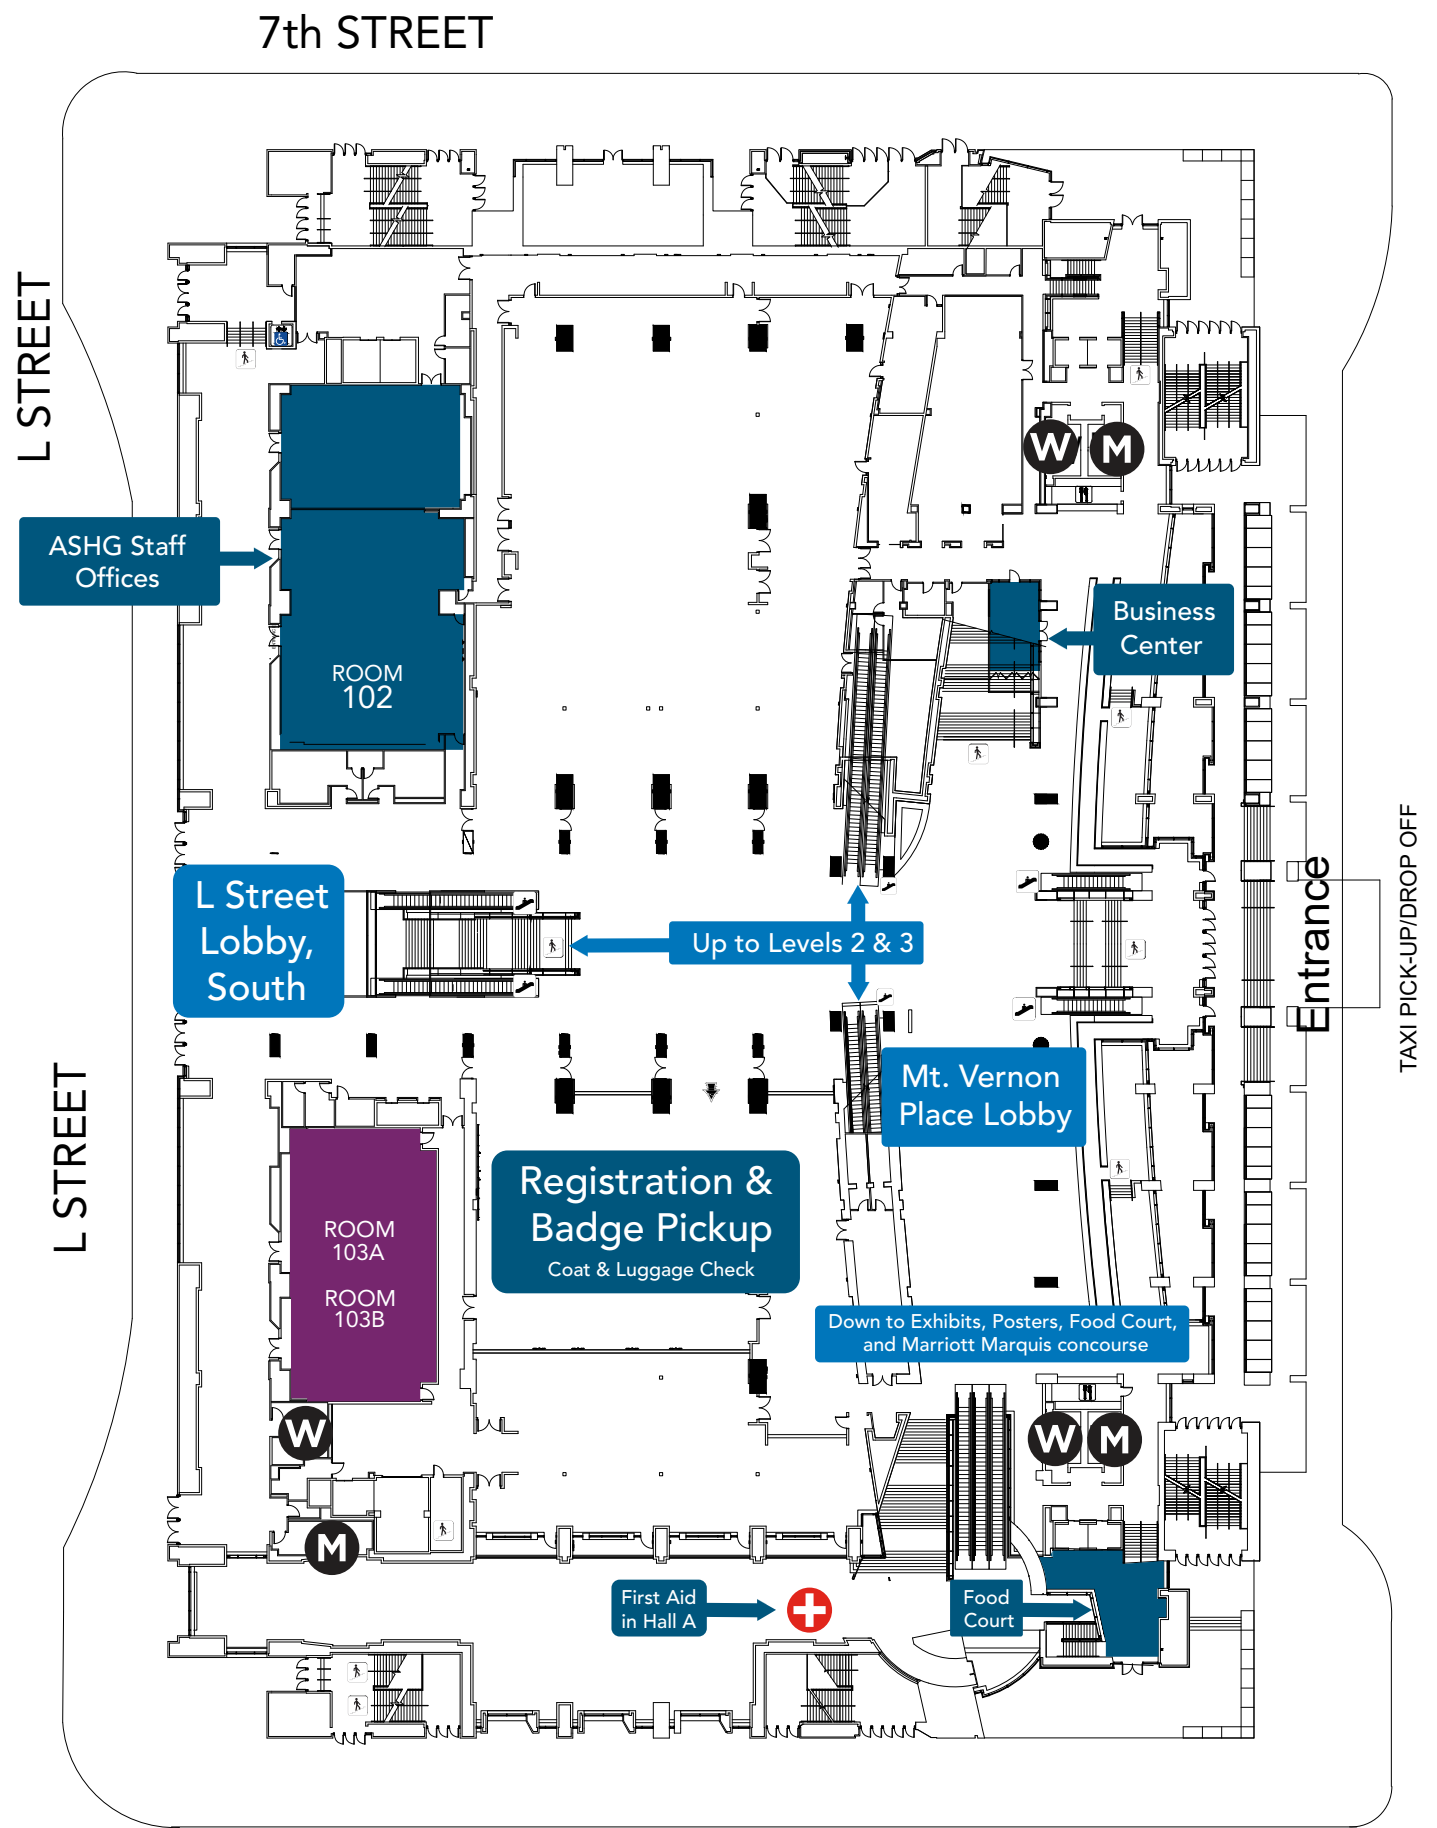 7th STREET
L STREET
W
M
ASHG Staff
Offices
Business
Center
ROOM
102
TAXI PICK-UP/DROP OFF
Entrance
L Street
Lobby,
South
Up to Levels 2 & 3
Mt. Vernon
Place Lobby
L STREET
Registration &
Badge Pickup
Coat & Luggage Check
ROOM
103A
ROOM
103B
Down to Exhibits, Posters, Food Court,
and Marriott Marquis concourse
W
W
M
M
First Aid
in Hall A
Food
Court